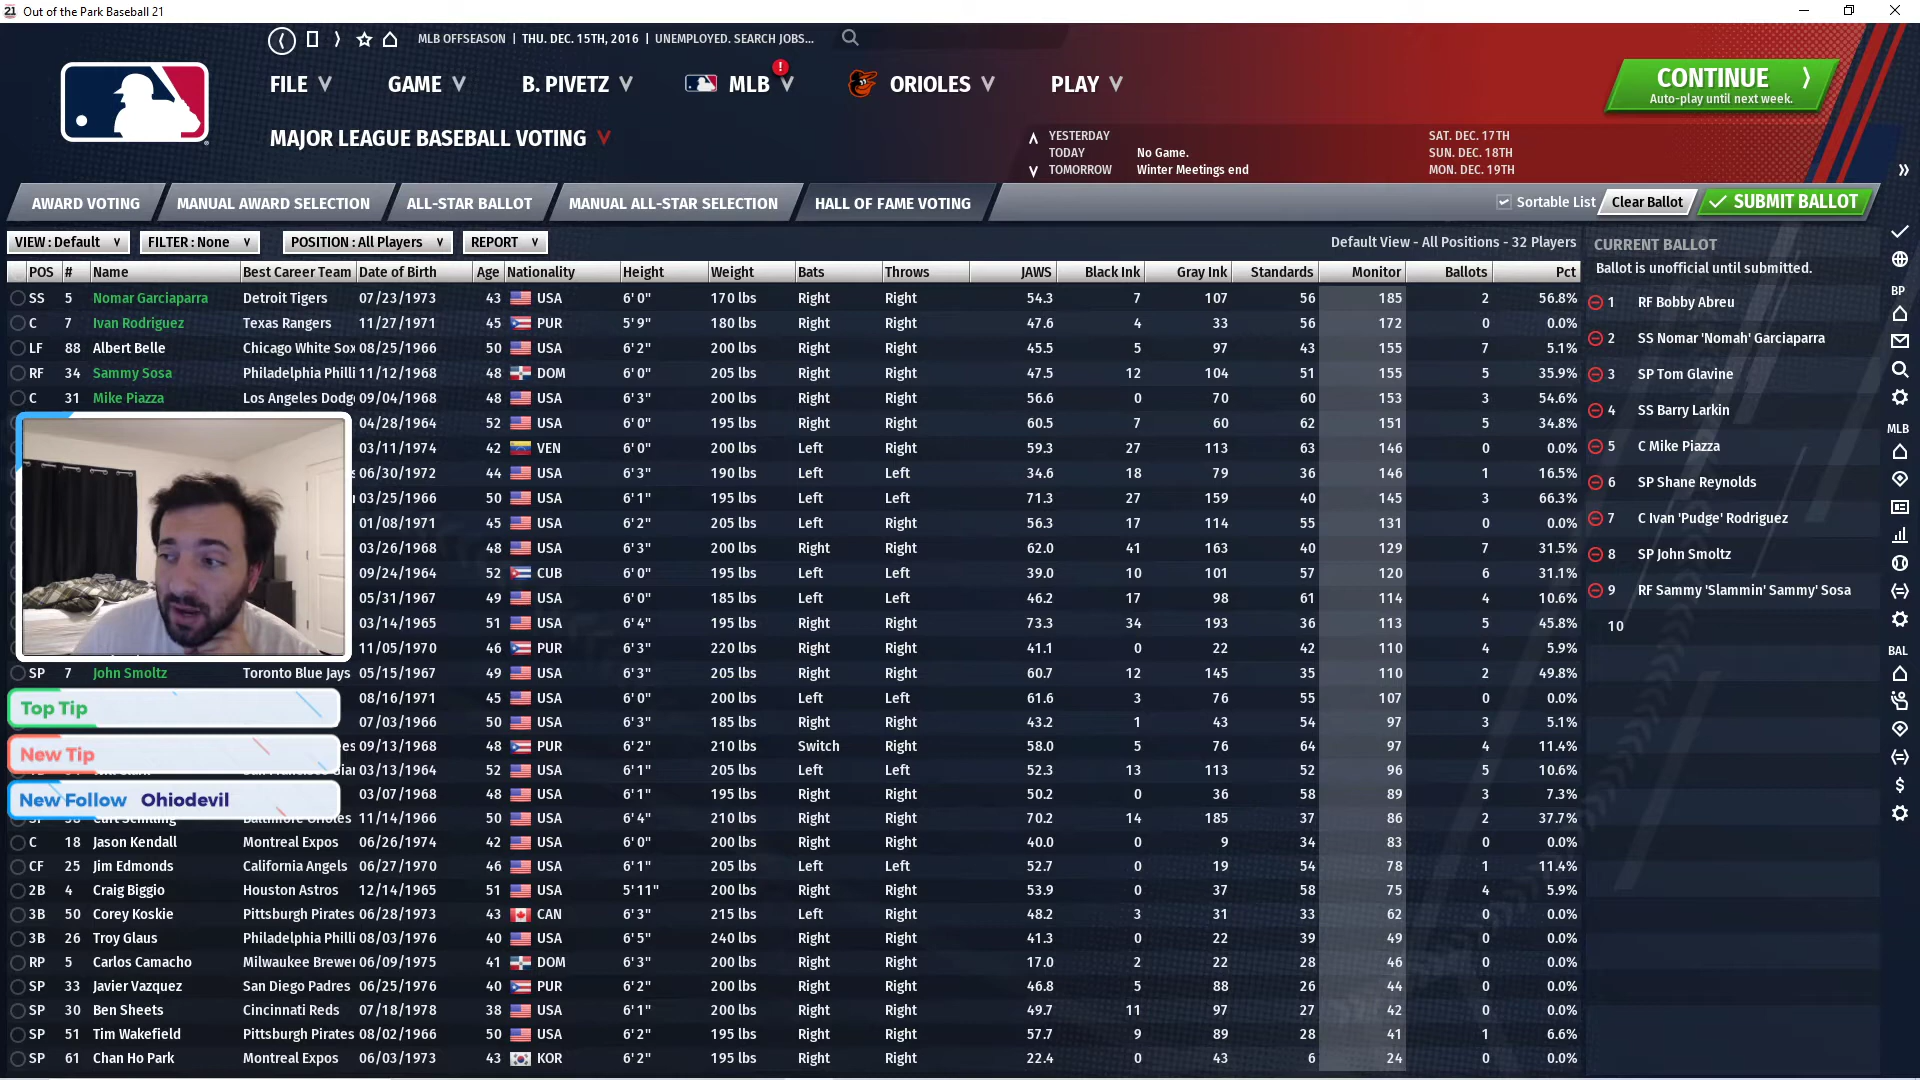 21 Out of the Park Baseball 21
MLB OFFSEASON | THU. DEC. 15TH, 2016 | UNEMPLOYED. SEARCH JOBS...
FILE GAME B. PIVETZ MLB ! ORIOLES PLAY
CONTINUE
Auto-play until next week.
MAJOR LEAGUE BASEBALL VOTING
YESTERDAY SAT. DEC. 17TH
TODAY No Game. SUN. DEC. 18TH
TOMORROW Winter Meetings end MON. DEC. 19TH
AWARD VOTING MANUAL AWARD SELECTION ALL-STAR BALLOT MANUAL ALL-STAR SELECTION HALL OF FAME VOTING Sortable List Clear Ballot SUBMIT BALLOT
VIEW : Default FILTER : None POSITION : All Players REPORT Default View - All Positions - 32 Players
POS # Name Best Career Team Date of Birth Age Nationality Height Weight Bats Throws JAWS Black Ink Gray Ink Standards Monitor Ballots Pct
SS 5 Nomar Garciaparra Detroit Tigers 07/23/1973 43 USA 6' 0" 170 lbs Right Right 54.3 7 107 56 185 2 56.8%
C 7 Ivan Rodriguez Texas Rangers 11/27/1971 45 PUR 5' 9" 180 lbs Right Right 47.6 4 33 56 172 0 0.0%
LF 88 Albert Belle Chicago White Sox 08/25/1966 50 USA 6' 2" 200 lbs Right Right 45.5 5 97 43 155 7 5.1%
RF 34 Sammy Sosa Philadelphia Philli 11/12/1968 48 DOM 6' 0" 205 lbs Right Right 47.5 12 104 51 155 5 35.9%
C 31 Mike Piazza Los Angeles Dodg 09/04/1968 48 USA 6' 3" 200 lbs Right Right 56.6 0 70 60 153 3 54.6%
04/28/1964 52 USA 6' 0" 195 lbs Right Right 60.5 7 60 62 151 5 34.8%
03/11/1974 42 VEN 6' 0" 200 lbs Left Right 59.3 27 113 63 146 0 0.0%
06/30/1972 44 USA 6' 3" 190 lbs Left Left 34.6 18 79 36 146 1 16.5%
03/25/1966 50 USA 6' 1" 195 lbs Left Left 71.3 27 159 40 145 3 66.3%
01/08/1971 45 USA 6' 2" 205 lbs Left Right 56.3 17 114 55 131 0 0.0%
03/26/1968 48 USA 6' 3" 200 lbs Right Right 62.0 41 163 40 129 7 31.5%
09/24/1964 52 CUB 6' 0" 195 lbs Left Left 39.0 10 101 57 120 6 31.1%
05/31/1967 49 USA 6' 0" 185 lbs Left Left 46.2 17 98 61 114 4 10.6%
03/14/1965 51 USA 6' 4" 195 lbs Right Right 73.3 34 193 36 113 5 45.8%
11/05/1970 46 PUR 6' 3" 220 lbs Right Right 41.1 0 22 42 110 4 5.9%
SP 7 John Smoltz Toronto Blue Jays 05/15/1967 49 USA 6' 3" 205 lbs Right Right 60.7 12 145 35 110 2 49.8%
08/16/1971 45 USA 6' 0" 200 lbs Left Left 61.6 3 76 55 107 0 0.0%
07/03/1966 50 USA 6' 3" 185 lbs Right Right 43.2 1 43 54 97 3 5.1%
09/13/1968 48 PUR 6' 2" 210 lbs Switch Right 58.0 5 76 64 97 4 11.4%
03/13/1964 52 USA 6' 1" 205 lbs Left Left 52.3 13 113 52 96 5 10.6%
03/07/1968 48 USA 6' 1" 195 lbs Right Right 50.2 0 36 58 89 3 7.3%
SP 38 Curt Schilling Baltimore Orioles 11/14/1966 50 USA 6' 4" 210 lbs Right Right 70.2 14 185 37 86 2 37.7%
C 18 Jason Kendall Montreal Expos 06/26/1974 42 USA 6' 0" 200 lbs Right Right 40.0 0 9 34 83 0 0.0%
CF 25 Jim Edmonds California Angels 06/27/1970 46 USA 6' 1" 205 lbs Left Left 52.7 0 19 54 78 1 11.4%
2B 4 Craig Biggio Houston Astros 12/14/1965 51 USA 5' 11" 200 lbs Right Right 53.9 0 37 58 75 4 5.9%
3B 50 Corey Koskie Pittsburgh Pirates 06/28/1973 43 CAN 6' 3" 215 lbs Left Right 48.2 3 31 33 62 0 0.0%
3B 26 Troy Glaus Philadelphia Philli 08/03/1976 40 USA 6' 5" 240 lbs Right Right 41.3 0 22 39 49 0 0.0%
RP 5 Carlos Camacho Milwaukee Brewer 06/09/1975 41 DOM 6' 3" 200 lbs Right Right 17.0 2 22 28 46 0 0.0%
SP 33 Javier Vazquez San Diego Padres 06/25/1976 40 PUR 6' 2" 200 lbs Right Right 46.8 5 88 26 44 0 0.0%
SP 30 Ben Sheets Cincinnati Reds 07/18/1978 38 USA 6' 1" 200 lbs Right Right 49.7 11 97 27 42 0 0.0%
SP 51 Tim Wakefield Pittsburgh Pirates 08/02/1966 50 USA 6' 2" 195 lbs Right Right 57.7 9 89 28 41 1 6.6%
SP 61 Chan Ho Park Montreal Expos 06/03/1973 43 KOR 6' 2" 195 lbs Right Right 22.4 0 43 6 24 0 0.0%
Top Tip
New Tip
New Follow Ohiodevil
CURRENT BALLOT
Ballot is unofficial until submitted.
1 RF Bobby Abreu
2 SS Nomar 'Nomah' Garciaparra
3 SP Tom Glavine
4 SS Barry Larkin
5 C Mike Piazza
6 SP Shane Reynolds
7 C Ivan 'Pudge' Rodriguez
8 SP John Smoltz
9 RF Sammy 'Slammin' Sammy' Sosa
10
BP
MLB
BAL
$